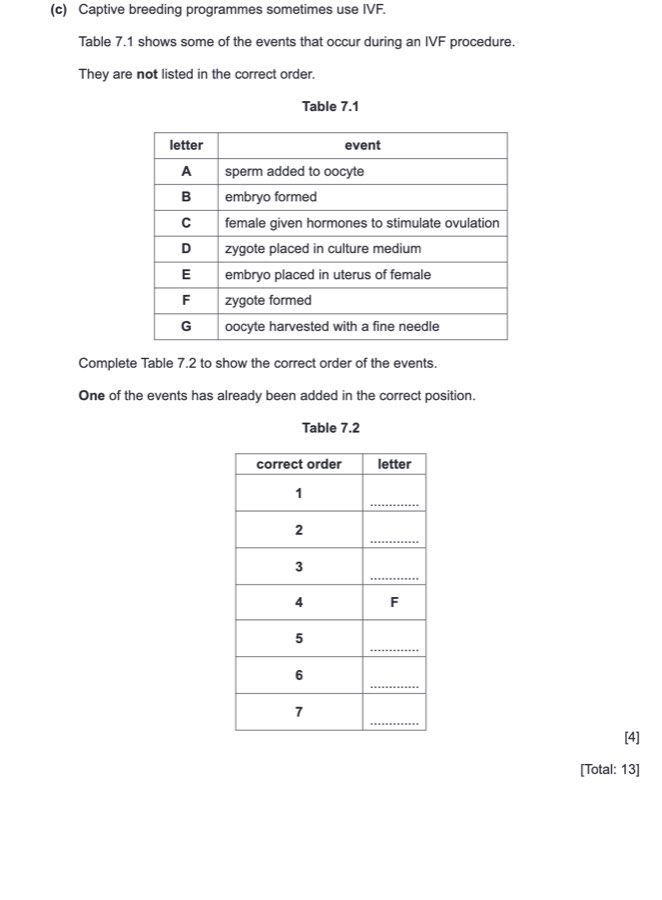 (c) Captive breeding programmes sometimes use IVF.
Table 7.1 shows some of the events that occur during an IVF procedure.
They are not listed in the correct order.
Table 7.1
letter event
A sperm added to oocyte
B embryo formed
C female given hormones to stimulate ovulation
D zygote placed in culture medium
E embryo placed in uterus of female
F zygote formed
G oocyte harvested with a fine needle
Complete Table 7.2 to show the correct order of the events.
One of the events has already been added in the correct position.
Table 7.2
correct order letter
1 .............
2 .............
3 .............
4 F
5 .............
6 .............
7 .............
[4]
[Total: 13]